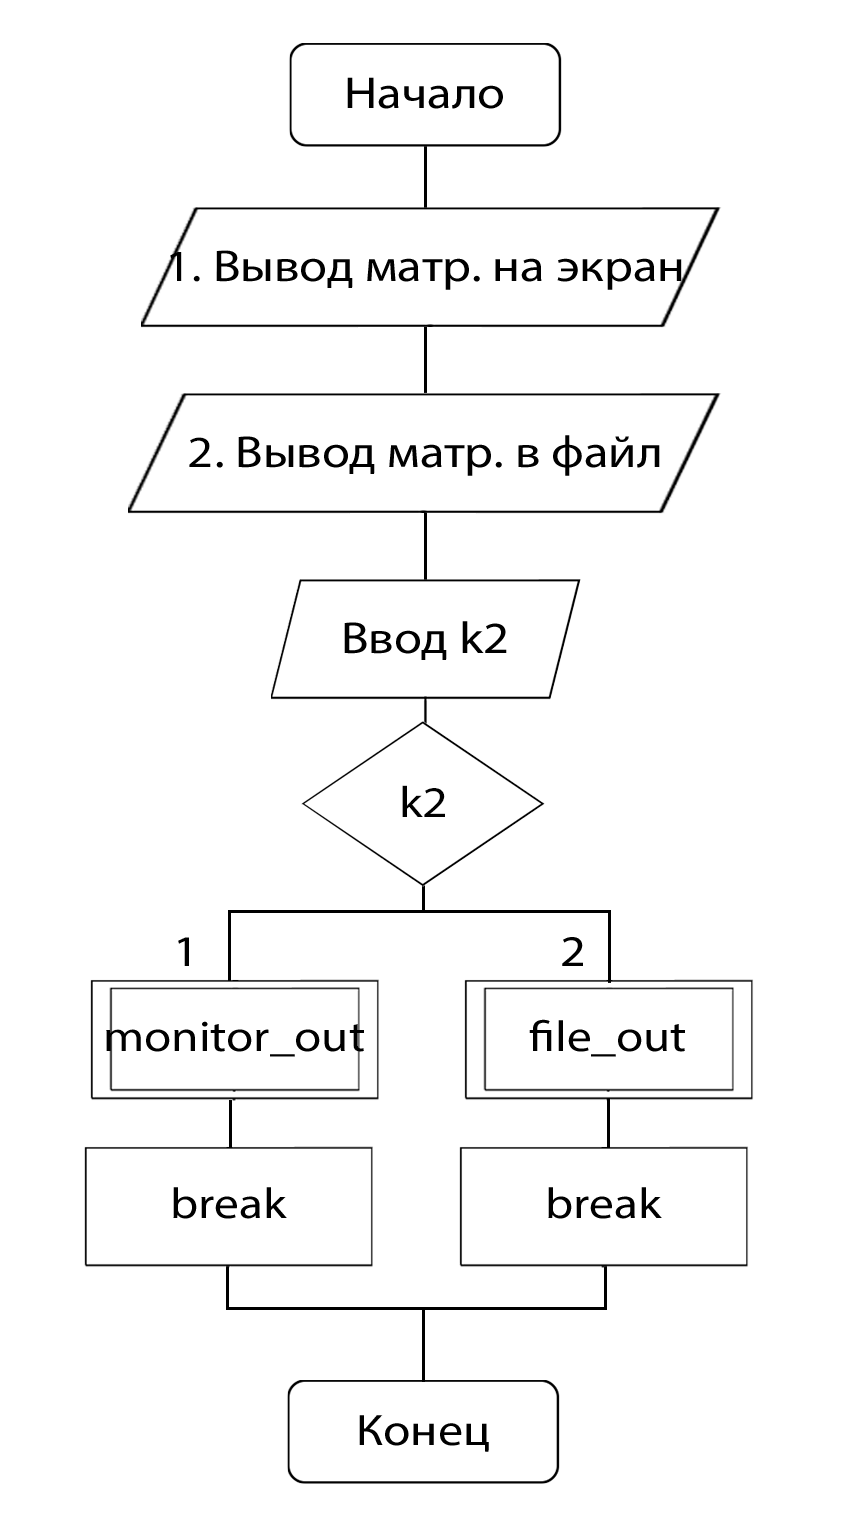 Начало
1. Вывод матр. на экран
2. Вывод матр. в файл
Ввод k2
k2
1
2
monitor_out
file_out
break
break
Конец